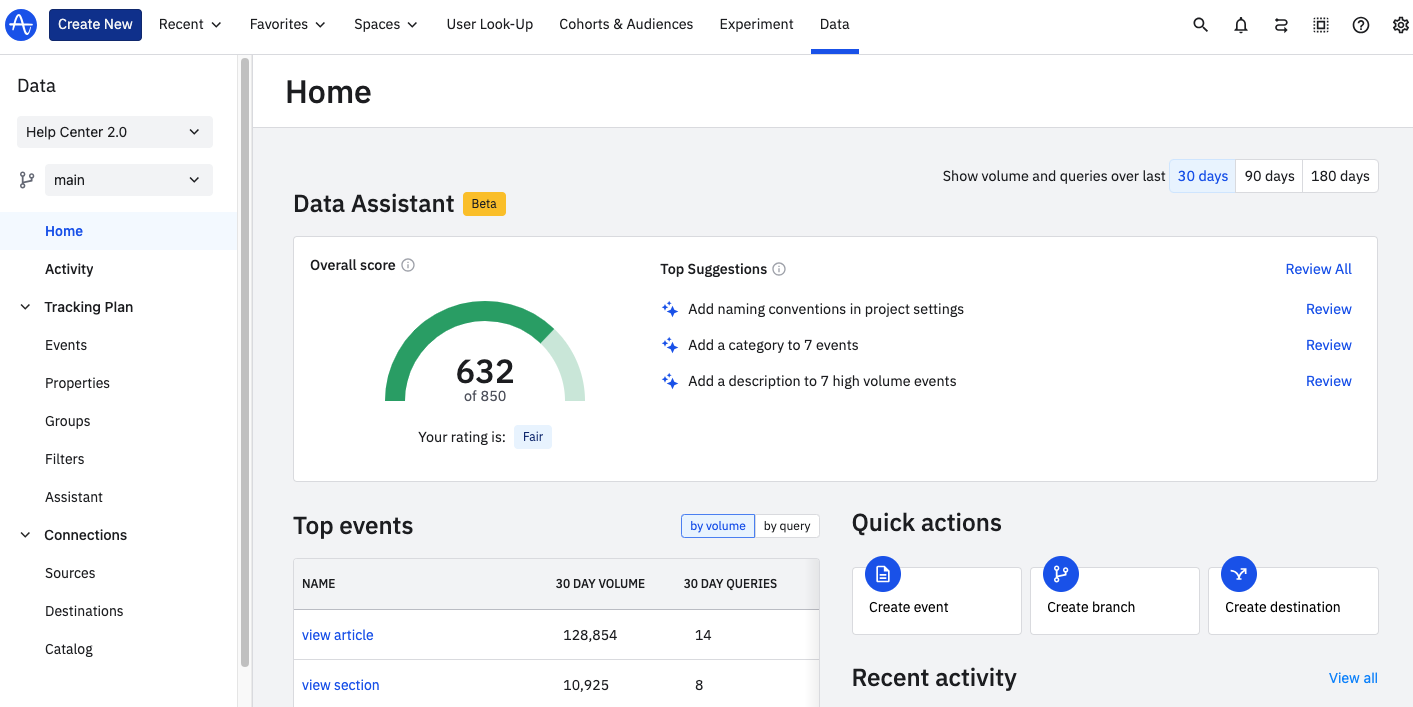 Create New
Recent
Favorites
Spaces
User Look-Up
Cohorts & Audiences
Experiment
Data
Data
Help Center 2.0
main
Home
Activity
Tracking Plan
Events
Properties
Groups
Filters
Assistant
Connections
Sources
Destinations
Catalog
Home
Show volume and queries over last 30 days 90 days 180 days
Data Assistant Beta
Overall score
632
of 850
Your rating is: Fair
Top Suggestions
Review All
Add naming conventions in project settings Review
Add a category to 7 events Review
Add a description to 7 high volume events Review
Top events
by volume by query
NAME 30 DAY VOLUME 30 DAY QUERIES
view article 128,854 14
view section 10,925 8
Quick actions
Create event
Create branch
Create destination
Recent activity
View all